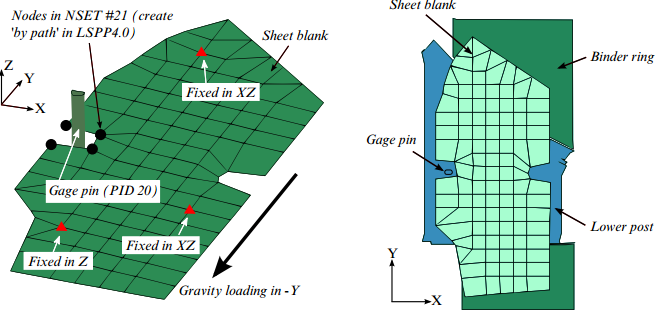 Nodes in NSET #21 (create
'by path' in LSPP4.0)
Sheet blank
Z
Y
X
Fixed in XZ
Gage pin (PID 20)
Fixed in XZ
Fixed in Z
Gravity loading in -Y
Sheet blank
Binder ring
Gage pin
Lower post
Y
X